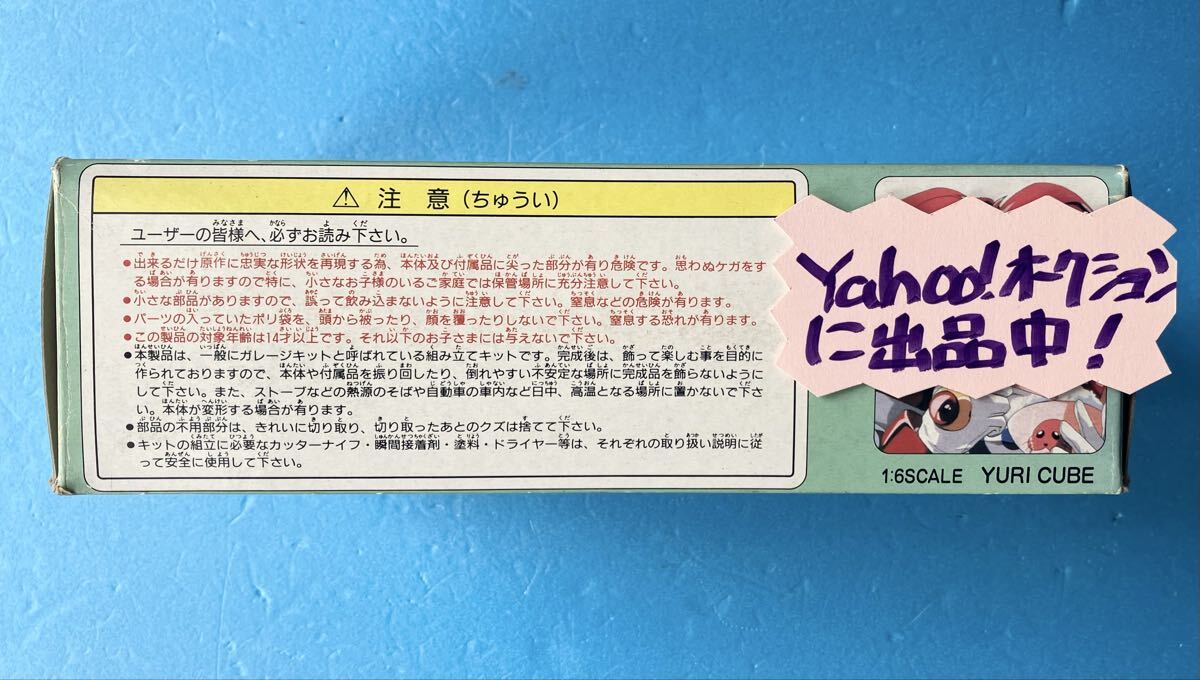 ⚠ 注 意(ちゅうい)
ユーザーの皆様へ、必ずお読み下さい。
●出来るだけ原作に忠実な形状を再現する為、本体及び付属品に尖った部分が有り危険です。思わぬケガをす
る場合が有りますので特に、小さなお子様のいるご家庭では保管場所に充分注意して下さい。
●小さな部品がありますので、誤って飲み込まないように注意して下さい。窒息などの危険が有ります。
●パーツの入っていたポリ袋を、頭から被ったり、顔を覆ったりしないで下さい。窒息する恐れが有ります。
●この製品の対象年齢は14才以上です。それ以下のお子さまには与えないで下さい。
●本製品は、一般にガレージキットと呼ばれている組み立てキットです。完成後は、飾って楽しむ事を目的に
作られておりますので、本体や付属品を振り回したり、倒れやすい不安定な場所に完成品を飾らないように
して下さい。また、ストーブなどの熱源のそばや自動車の車内など日中、高温となる場所に置かないで下さ
い。本体が変形する場合が有ります。
●部品の不用部分は、きれいに切り取り、切り取ったあとのクズは捨てて下さい。
●キットの組立に必要なカッターナイフ・瞬間接着剤・塗料・ドライヤー等は、それぞれの取り扱い説明に従
って安全に使用して下さい。
Yahoo!オークション
に出品中!
1:6SCALE YURI CUBE